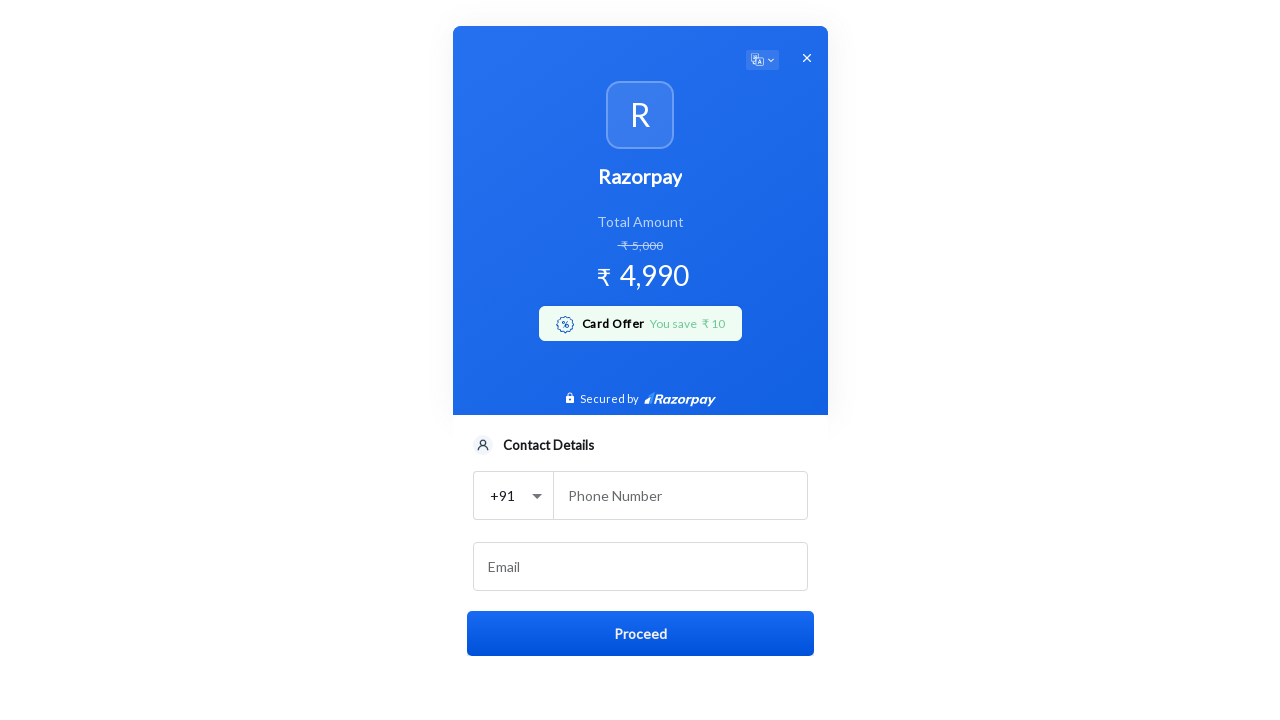 R
Razorpay
Total Amount
₹ 5,000
₹ 4,990
Card Offer You save ₹ 10
Secured by Razorpay
Contact Details
+91 Phone Number
Email
Proceed